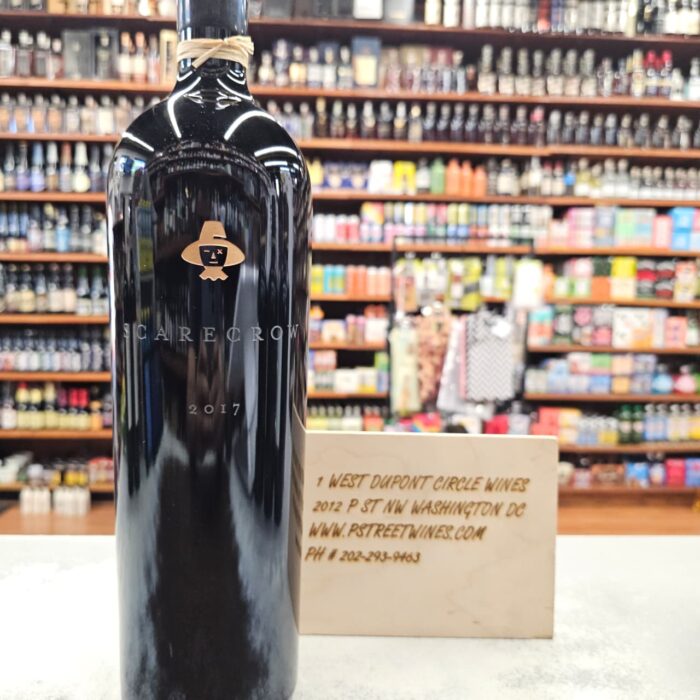 SCARECROW
2017
1 WEST DUPONT CIRCLE WINES
2012 P ST NW WASHINGTON DC
WWW.PSTREETWINES.COM
PH # 202-293-9463